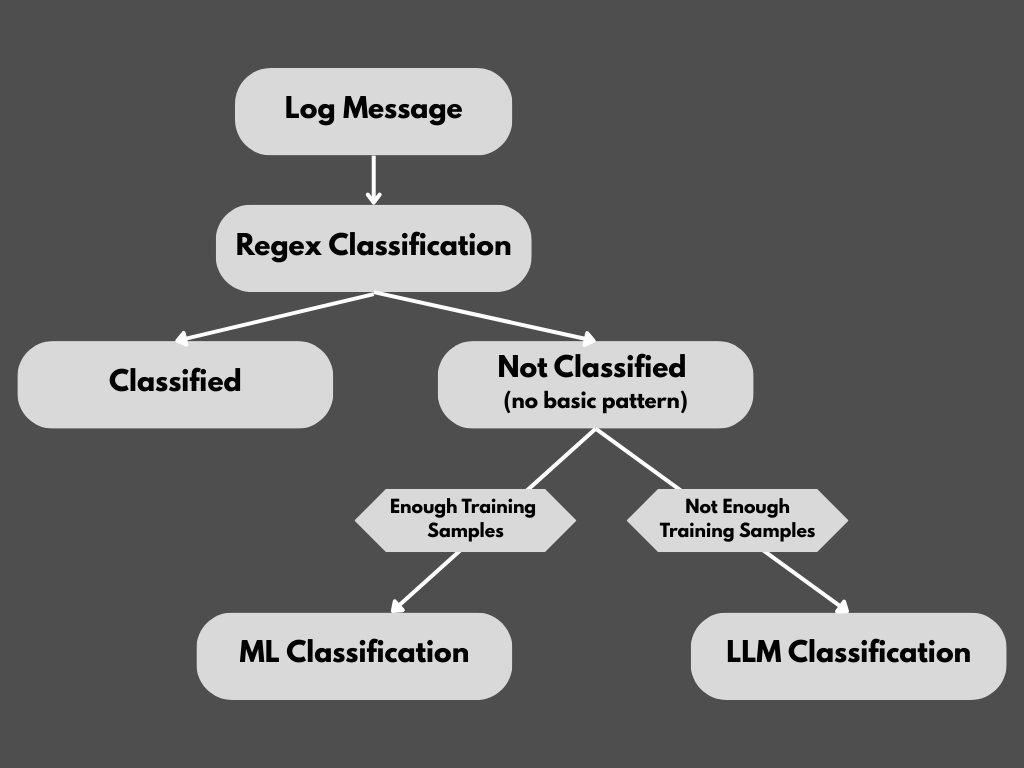 Log Message
Regex Classification
Classified
Not Classified
(no basic pattern)
Enough Training
Samples
Not Enough
Training Samples
ML Classification
LLM Classification